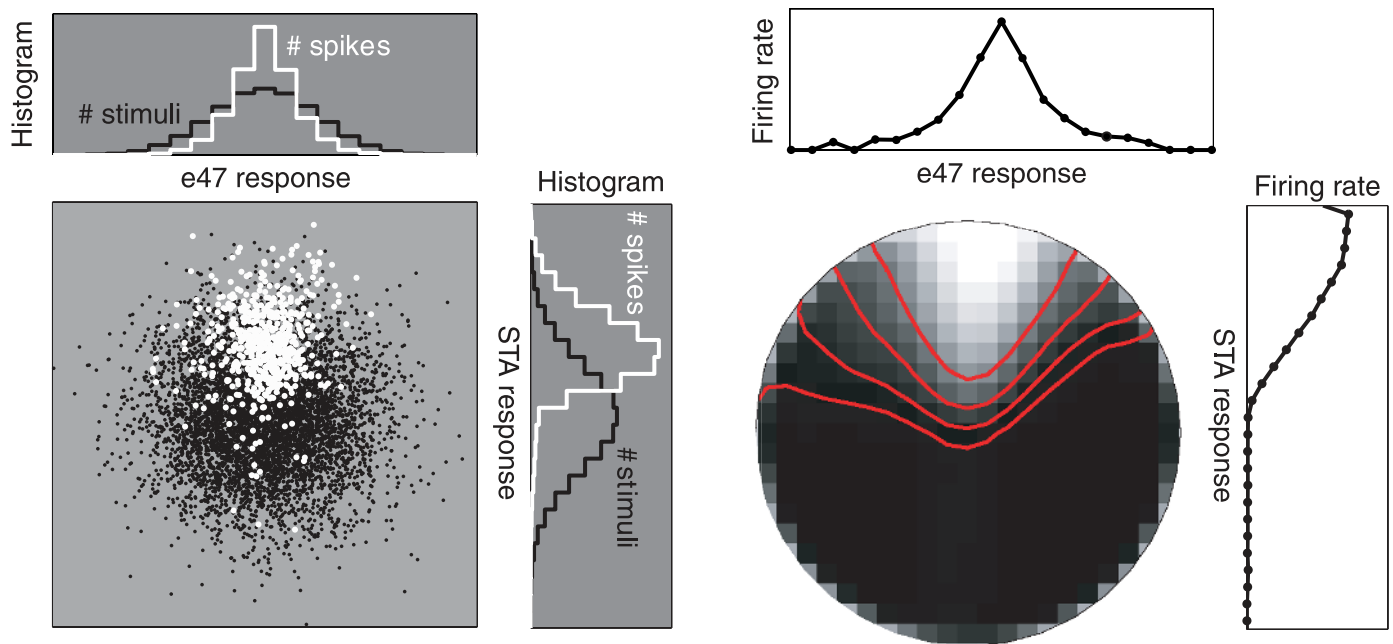 Histogram
# spikes
# stimuli
e47 response
Histogram
# spikes
STA response
# stimuli
Firing rate
e47 response
Firing rate
STA response